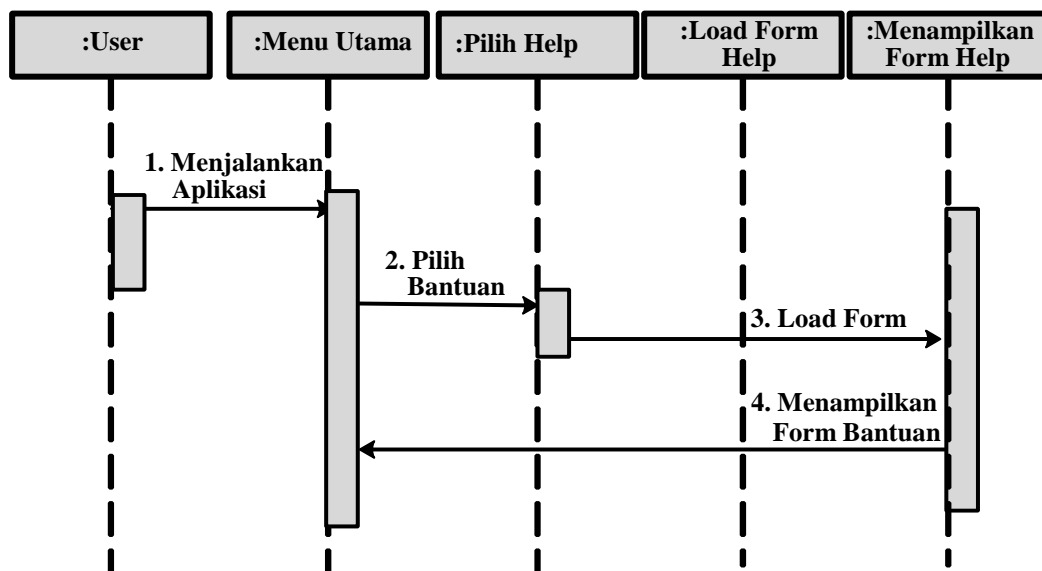 :User
:Menu Utama
:Pilih Help
:Load Form
Help
:Menampilkan
Form Help
1. Menjalankan
Aplikasi
2. Pilih
Bantuan
3. Load Form
4. Menampilkan
Form Bantuan